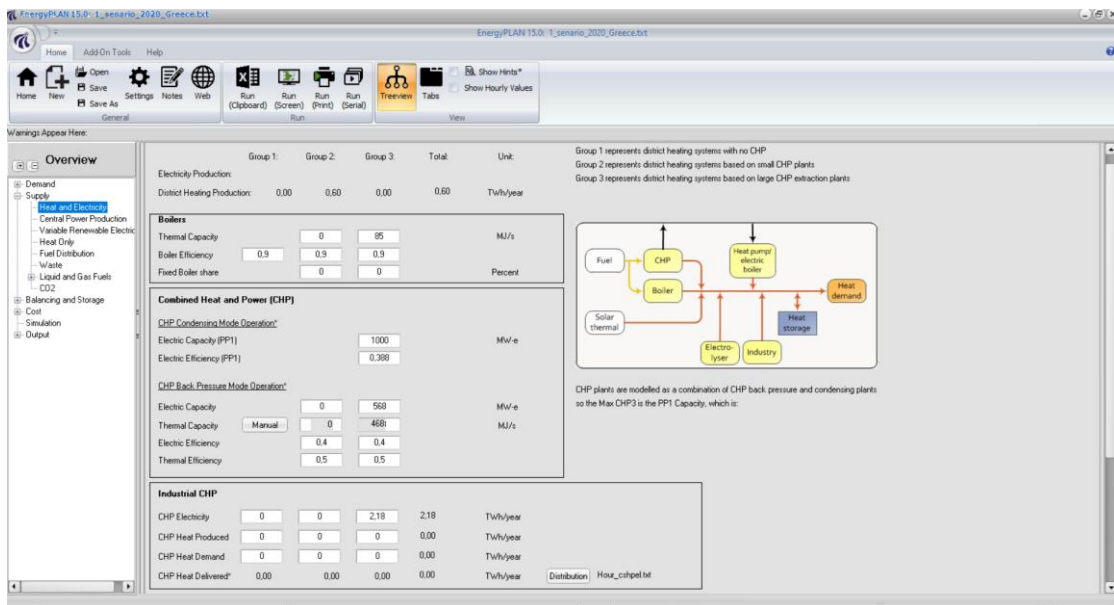 EnergyPLAN 15.0: 1_senario_2020_Greece.txt
EnergyPLAN 15.0: 1_senario_2020_Greece.txt
Home Add-On Tools Help
Home New Open Save Save As Settings Notes Web Run (Clipboard) Run (Screen) Run (Print) Run (Serial) Treeview Tabs Show Hints* Show Hourly Values
General Run View
Warnings Appear Here:
Overview
Demand
Supply
Heat and Electricity
Central Power Production
Variable Renewable Electric
Heat Only
Fuel Distribution
Waste
Liquid and Gas Fuels
CO2
Balancing and Storage
Cost
Simulation
Output
Group 1: Group 2: Group 3: Total: Unit:
Electricity Production:
District Heating Production: 0,00 0,60 0,00 0,60 TWh/year
Boilers
Thermal Capacity 0 85 MJ/s
Boiler Efficiency 0,9 0,9 0,9
Fixed Boiler share 0 0 Percent
Combined Heat and Power (CHP)
CHP Condensing Mode Operation*
Electric Capacity (PP1) 1000 MW-e
Electric Efficiency (PP1) 0,388
CHP Back Pressure Mode Operation*
Electric Capacity 0 568 MW-e
Thermal Capacity Manual 0 MJ/s
Electric Efficiency 0,4 0,4
Thermal Efficiency 0,5 0,5
Industrial CHP
CHP Electricity 0 0 2,18 2,18 TWh/year
CHP Heat Produced 0 0 0 0,00 TWh/year
CHP Heat Demand 0 0 0 0,00 TWh/year
CHP Heat Delivered* 0,00 0,00 0,00 0,00 TWh/year Distribution Hour_cshpel.txt
Group 1 represents district heating systems with no CHP
Group 2 represents district heating systems based on small CHP plants
Group 3 represents district heating systems based on large CHP extraction plants
Fuel
CHP
Heat pump/
electric
boiler
Boiler
Heat
demand
Solar
thermal
Heat
storage
Electro-
lyser
Industry
CHP plants are modelled as a combination of CHP back pressure and condensing plants
so the Max CHP3 is the PP1 Capacity, which is: